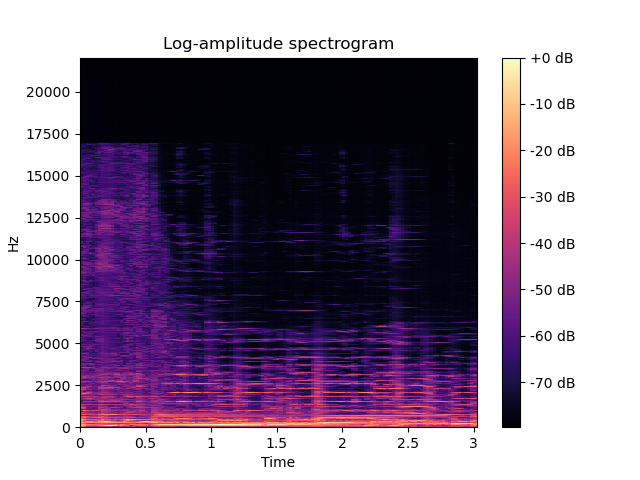 Log-amplitude spectrogram
Hz
20000
17500
15000
12500
10000
7500
5000
2500
0
0 0.5 1 1.5 2 2.5 3
Time
+0 dB
-10 dB
-20 dB
-30 dB
-40 dB
-50 dB
-60 dB
-70 dB